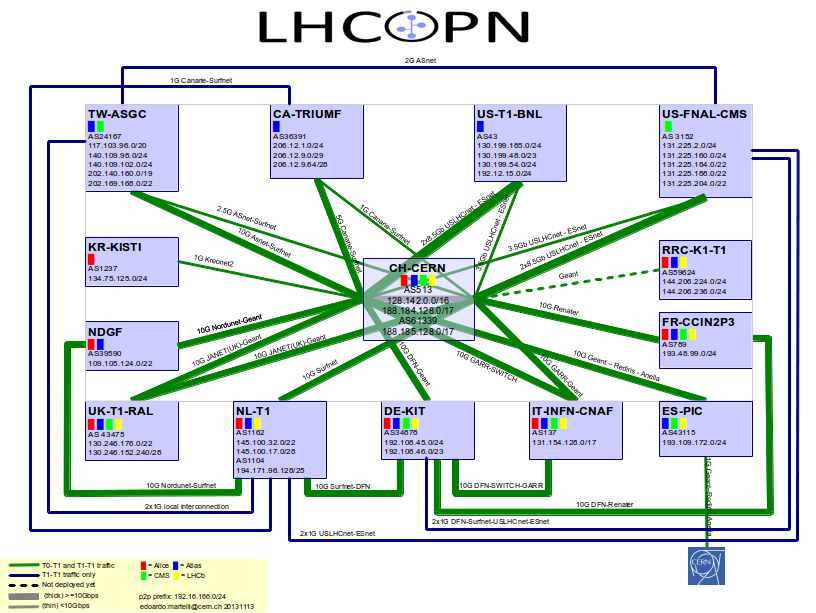 LHCOPN
2G ASnet
1G Canarie-Surfnet
TW-ASGC
AS24167
117.103.96.0/20
140.109.98.0/24
140.109.102.0/24
202.140.160.0/19
202.169.168.0/22
CA-TRIUMF
AS36391
206.12.1.0/24
206.12.9.0/29
206.12.9.64/28
US-T1-BNL
AS43
130.199.185.0/24
130.199.48.0/23
130.199.54.0/24
192.12.15.0/24
US-FNAL-CMS
AS3152
131.225.2.0/24
131.225.160.0/24
131.225.184.0/22
131.225.188.0/22
131.225.204.0/22
2.5G ASnet-Surfnet
10G Asnet-Surfnet
5G Canarie-Surfnet
1G Canarie-Surfnet
2x8.5Gb USLHCnet - ESnet
3.5Gb USLHCnet - ESnet
3.5Gb USLHCnet - ESnet
2x8.5Gb USLHCnet - ESnet
KR-KISTI
AS1237
134.75.125.0/24
1G Kreonet2
CH-CERN
AS513
128.142.0.0/16
188.184.128.0/17
AS61339
188.185.128.0/17
Geant
RRC-K1-T1
AS59624
144.206.224.0/24
144.206.236.0/24
10G Renater
NDGF
AS39590
109.105.124.0/22
10G Nordunet-Geant
10G JANET(UK)-Geant
10G JANET(UK)-Geant
10G Surfnet
10G DFN-Geant
10G GARR-SWITCH
10G GARR-Geant
10G Geant - Rediris - Anella
FR-CCIN2P3
AS789
193.48.99.0/24
UK-T1-RAL
AS43475
130.246.176.0/22
130.246.152.240/28
NL-T1
AS1162
145.100.32.0/22
145.100.17.0/28
AS1104
194.171.96.128/25
DE-KIT
AS34878
192.108.45.0/24
192.108.46.0/23
IT-INFN-CNAF
AS137
131.154.128.0/17
ES-PIC
AS43115
193.109.172.0/24
10G Nordunet-Surfnet
10G Surfnet-DFN
10G DFN-SWITCH-GARR
10G DFN-Renater
1G Geant-Rediris-Anella
2x1G local interconnection
2x1G DFN-Surfnet-USLHCnet-ESnet
2x1G USLHCnet-ESnet
CERN
T0-T1 and T1-T1 traffic
T1-T1 traffic only
Not deployed yet
(thick) >=10Gbps
(thin) <10Gbps
= Alice = Atlas
= CMS = LHCb
p2p prefix: 192.16.166.0/24
edoardo.martelli@cern.ch 20131113